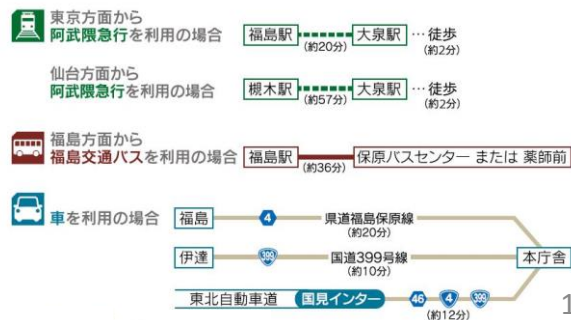 東京方面から
阿武隈急行を利用の場合
福島駅 大泉駅 … 徒歩
(約20分) (約2分)
仙台方面から
阿武隈急行を利用の場合
槻木駅 大泉駅 … 徒歩
(約57分) (約2分)
福島方面から
福島交通バスを利用の場合
福島駅 保原バスセンター または 薬師前
(約36分)
車を利用の場合
福島 4 県道福島保原線
(約20分)
伊達 399 国道399号線
(約10分)
本庁舎
東北自動車道 国見インター 46 4 399
(約12分)
1